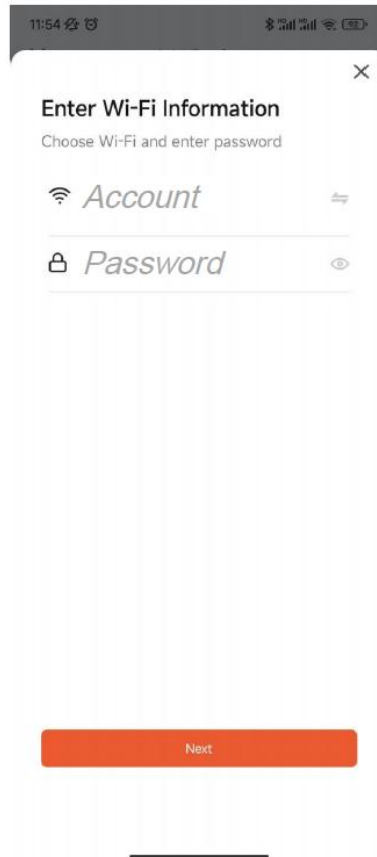 11:54
Enter Wi-Fi Information
Choose Wi-Fi and enter password
Account
Password
Next